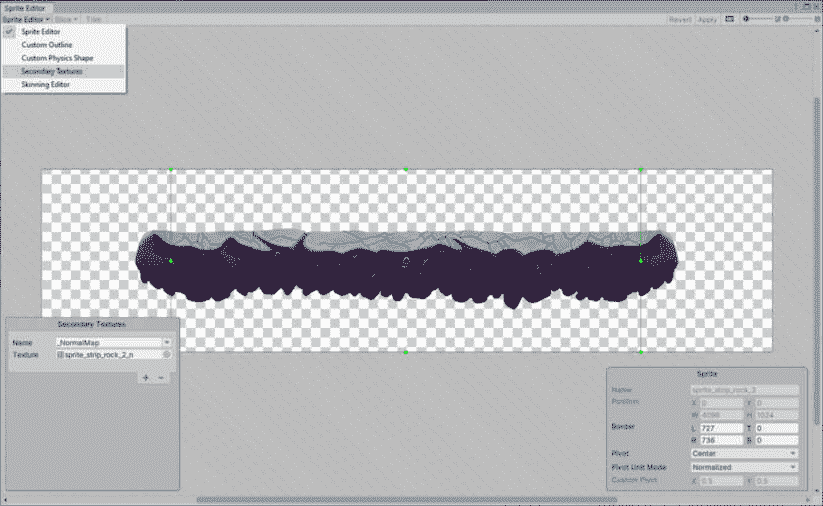 Sprite Editor
Sprite Editor Slice Trim Revert Apply
Sprite Editor
Custom Outline
Custom Physics Shape
Secondary Textures
Skinning Editor
Secondary Textures
Name _NormalMap
Texture sprite_strip_rock_2_n
+ -
Sprite
Name sprite_strip_rock_3
Position X 0 Y 0
W 4096 H 1024
Border L 727 T 0
R 736 B 0
Pivot Center
Pivot Unit Mode Normalized
Custom Pivot X 0.5 Y 0.5